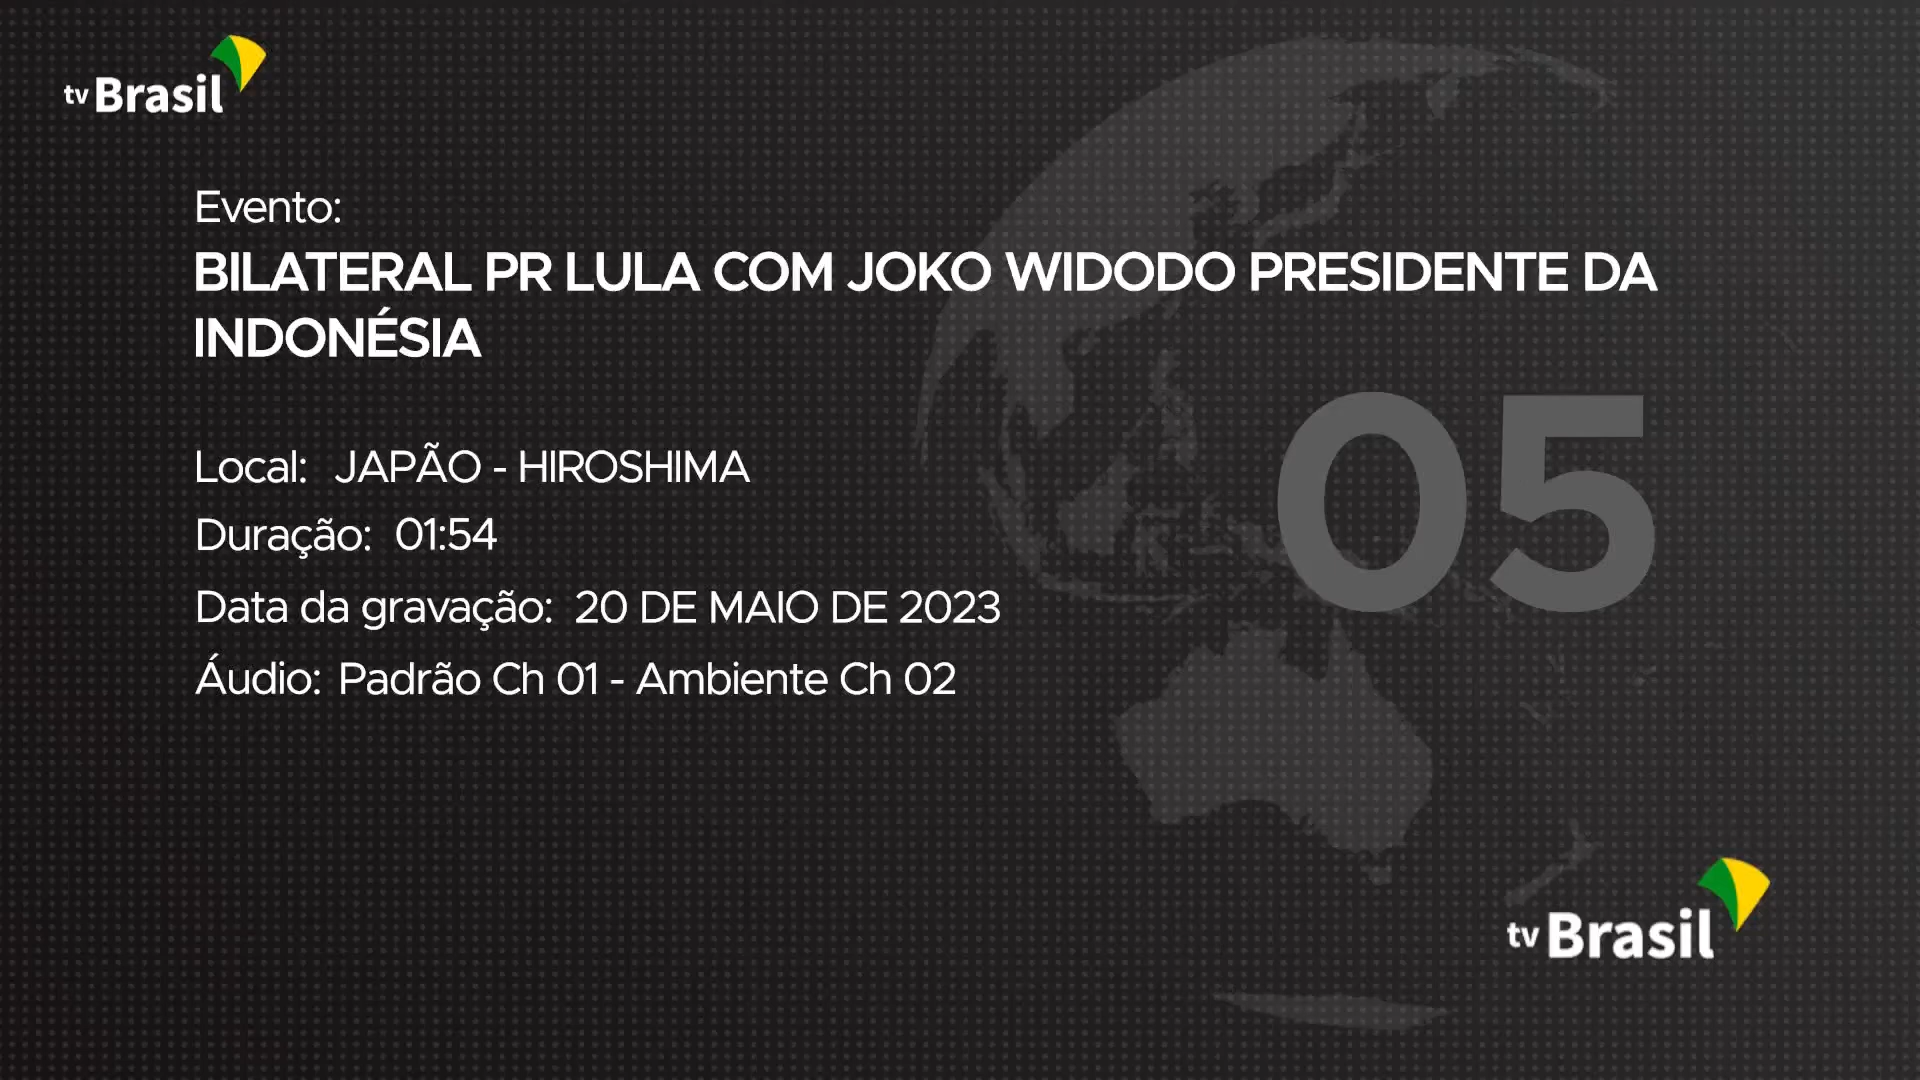 tv Brasil
Evento:
BILATERAL PR LULA COM JOKO WIDODO PRESIDENTE DA
INDONÉSIA
Local: JAPÃO - HIROSHIMA
05
Duração: 01:54
Data da gravação: 20 DE MAIO DE 2023
Áudio: Padrão Ch 01 - Ambiente Ch 02
tv Brasil